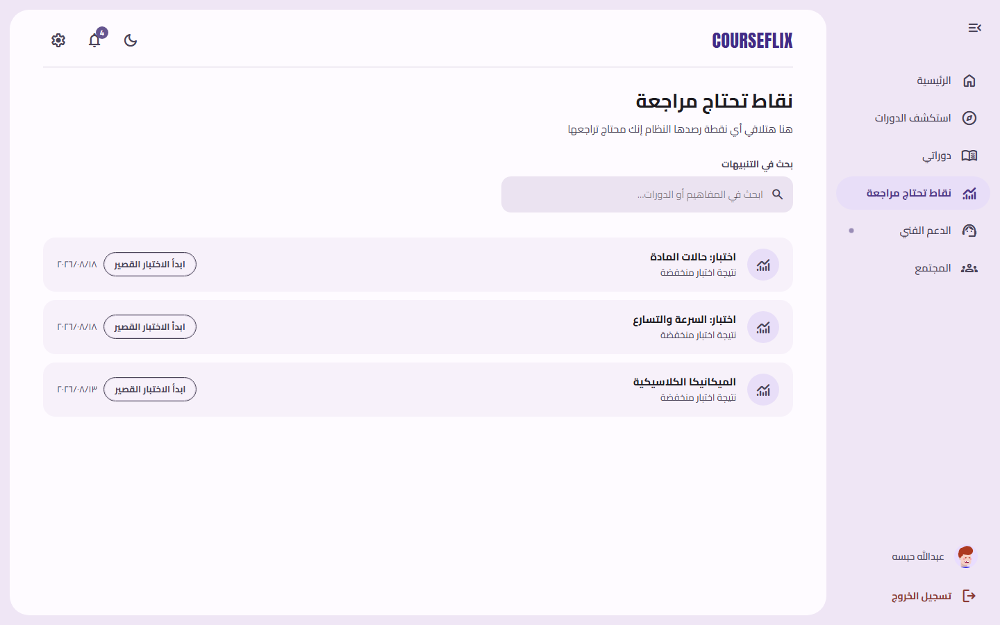 الرئيسية
استكشف الدورات
دوراتي
نقاط تحتاج مراجعة
الدعم الفني
المجتمع
عبدالله حبسه
تسجيل الخروج
COURSEFLIX
4
نقاط تحتاج مراجعة
هنا هتلاقي أي نقطة رصدها النظام إنك محتاج تراجعها
بحث في التنبيهات
ابحث في المفاهيم أو الدورات...
اختبار: حالات المادة
نتيجة اختبار منخفضة
ابدأ الاختبار القصير
٢٠٢٦/٠٨/١٨
اختبار: السرعة والتسارع
نتيجة اختبار منخفضة
ابدأ الاختبار القصير
٢٠٢٦/٠٨/١٨
الميكانيكا الكلاسيكية
نتيجة اختبار منخفضة
ابدأ الاختبار القصير
٢٠٢٦/٠٨/١٣